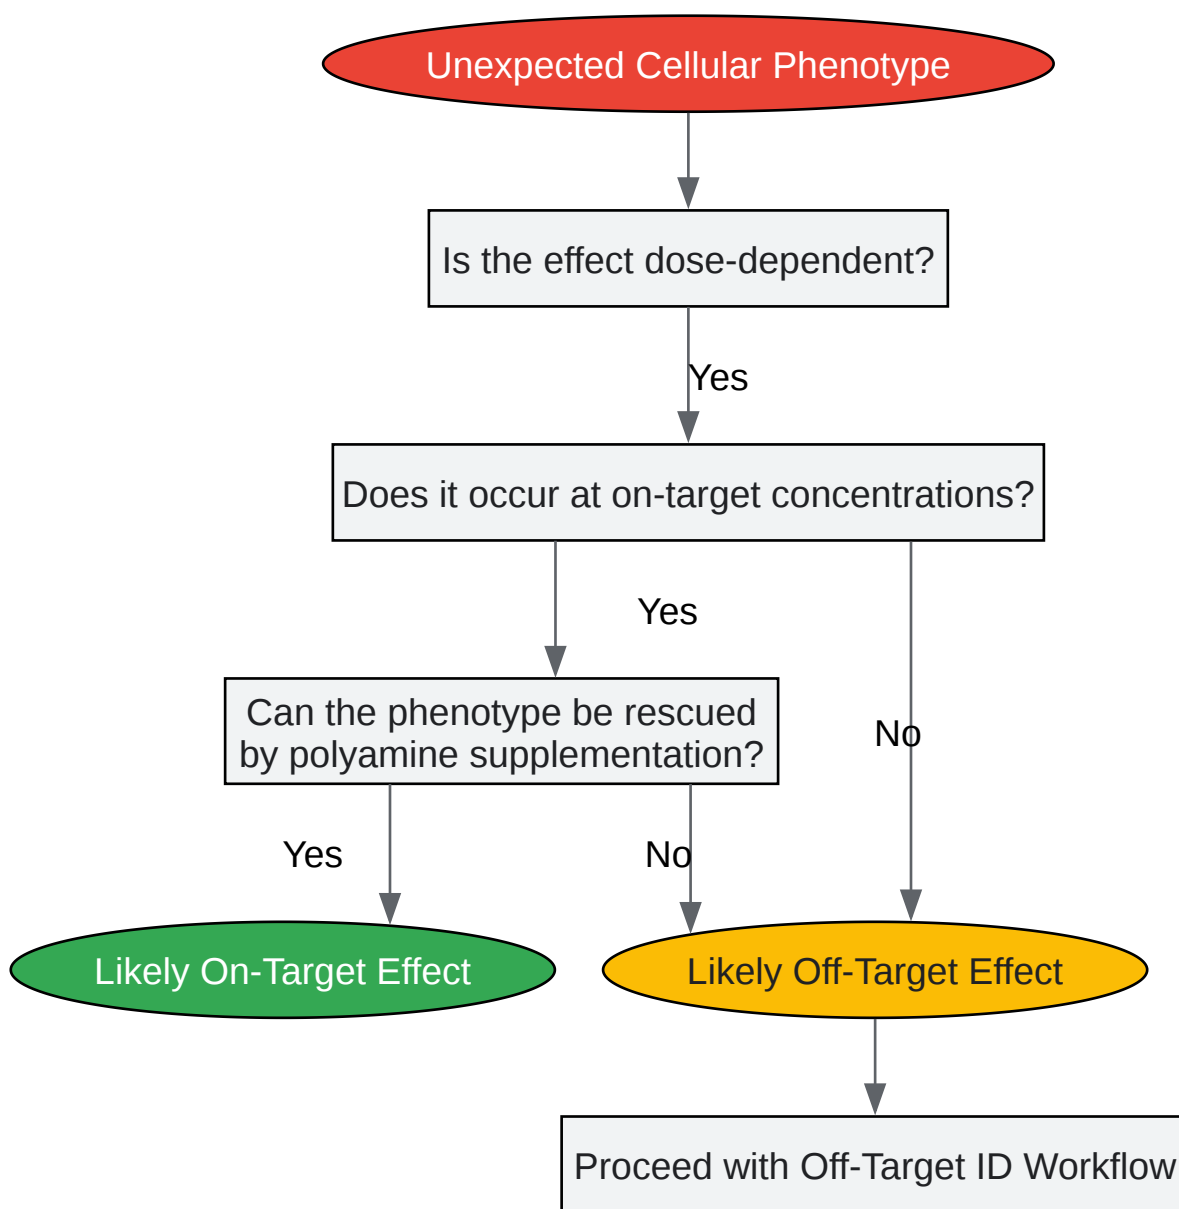 Unexpected Cellular Phenotype
Is the effect dose-dependent?
Yes
Does it occur at on-target concentrations?
Yes
Can the phenotype be rescued
by polyamine supplementation?
No
Yes
No
Likely On-Target Effect
Likely Off-Target Effect
Proceed with Off-Target ID Workflow